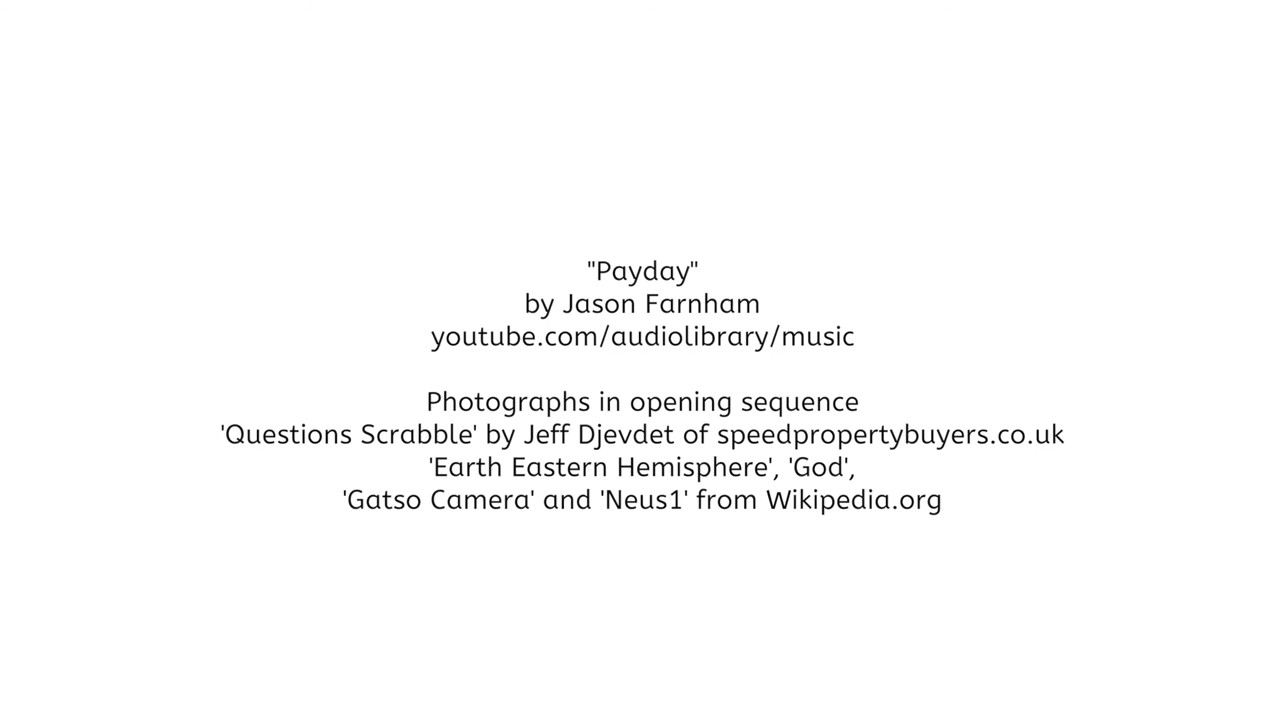 "Payday"
by Jason Farnham
youtube.com/audiolibrary/music
Photographs in opening sequence
'Questions Scrabble' by Jeff Djevdet of speedpropertybuyers.co.uk
'Earth Eastern Hemisphere', 'God',
'Gatso Camera' and 'Neus1' from Wikipedia.org